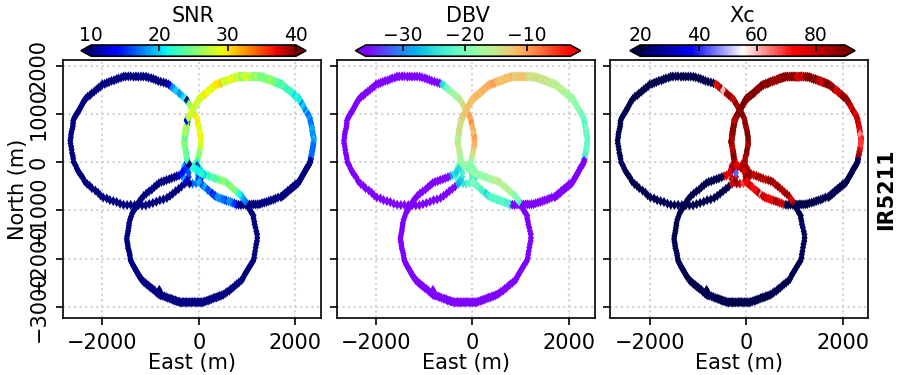 SNR DBV Xc
10 20 30 40 −30 −20 −10 20 40 60 80
2000
1000
0
−1000
−2000
−3000
North (m)
−2000 0 2000 −2000 0 2000 −2000 0 2000
East (m) East (m) East (m)
IR5211